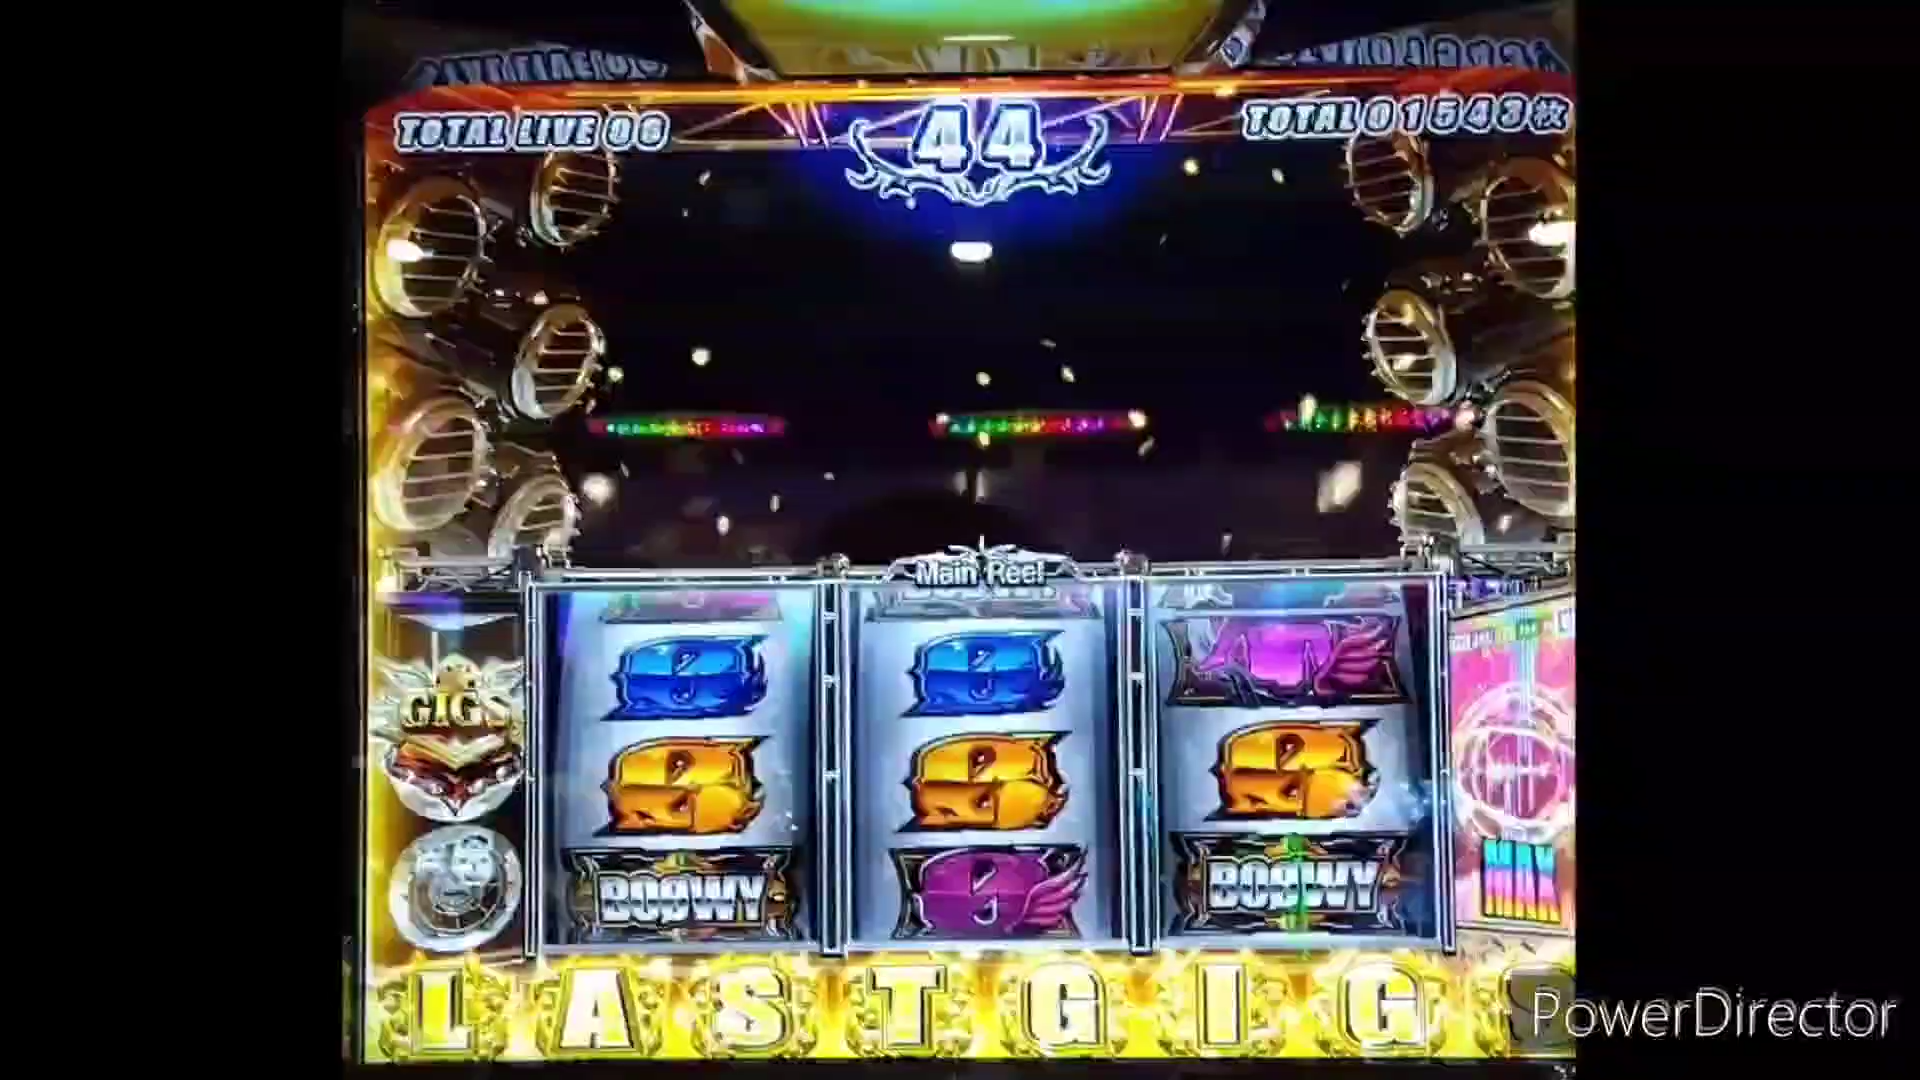 TOTAL LIVE 06
44
TOTAL 01543枚
Main Reel
GIGS
BOØWY
BOØWY
MAX
LAST GIG
PowerDirector